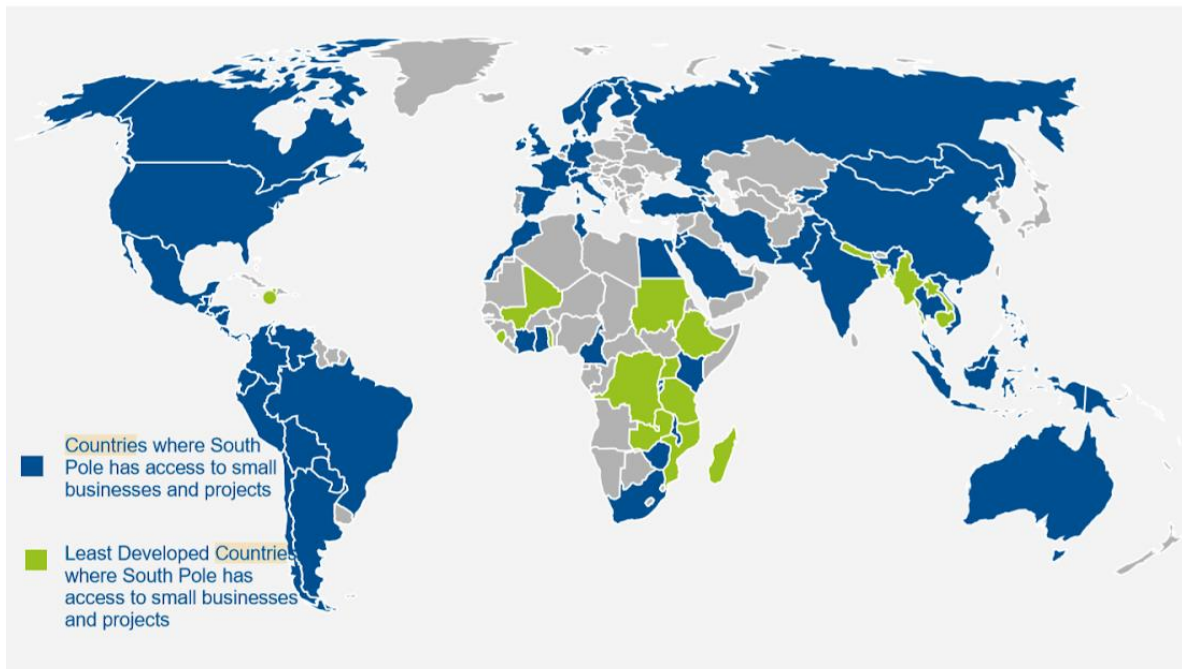 Countries where South
Pole has access to small
businesses and projects
Least Developed Countries
where South Pole has
access to small businesses
and projects